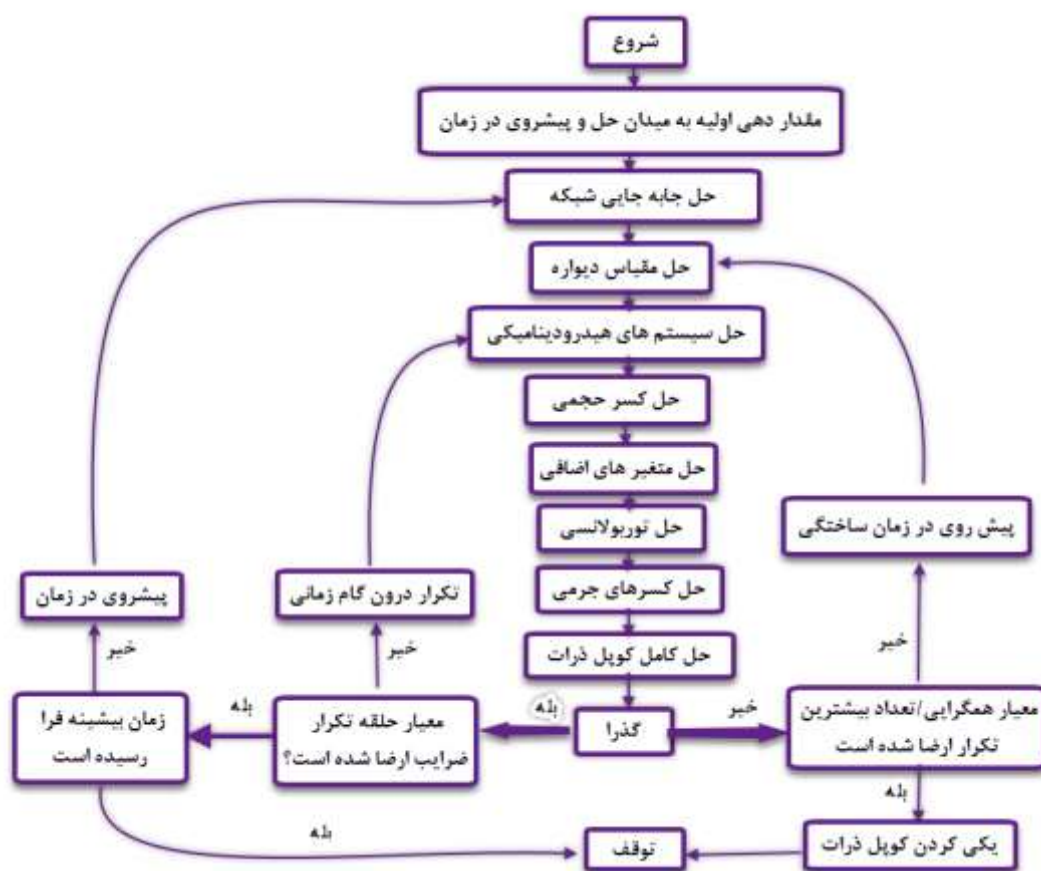 شروع
مقدار دهی اولیه به میدان حل و پیشروی در زمان
حل جابه جایی شبکه
حل مقیاس دیواره
حل سیستم های هیدرودینامیکی
حل کسر حجمی
حل متغیر های اضافی
حل توربولانسی
حل کسرهای جرمی
حل کامل کوپل ذرات
گذرا
خیر
معیار همگرایی/تعداد بیشترین
تکرار ارضا شده است
خیر
پیش روی در زمان ساختگی
بله
یکی کردن کوپل ذرات
توقف
بله
معیار حلقه تکرار
ضرایب ارضا شده است؟
خیر
تکرار درون گام زمانی
بله
زمان بیشینه فرا
رسیده است
خیر
پیشروی در زمان
بله